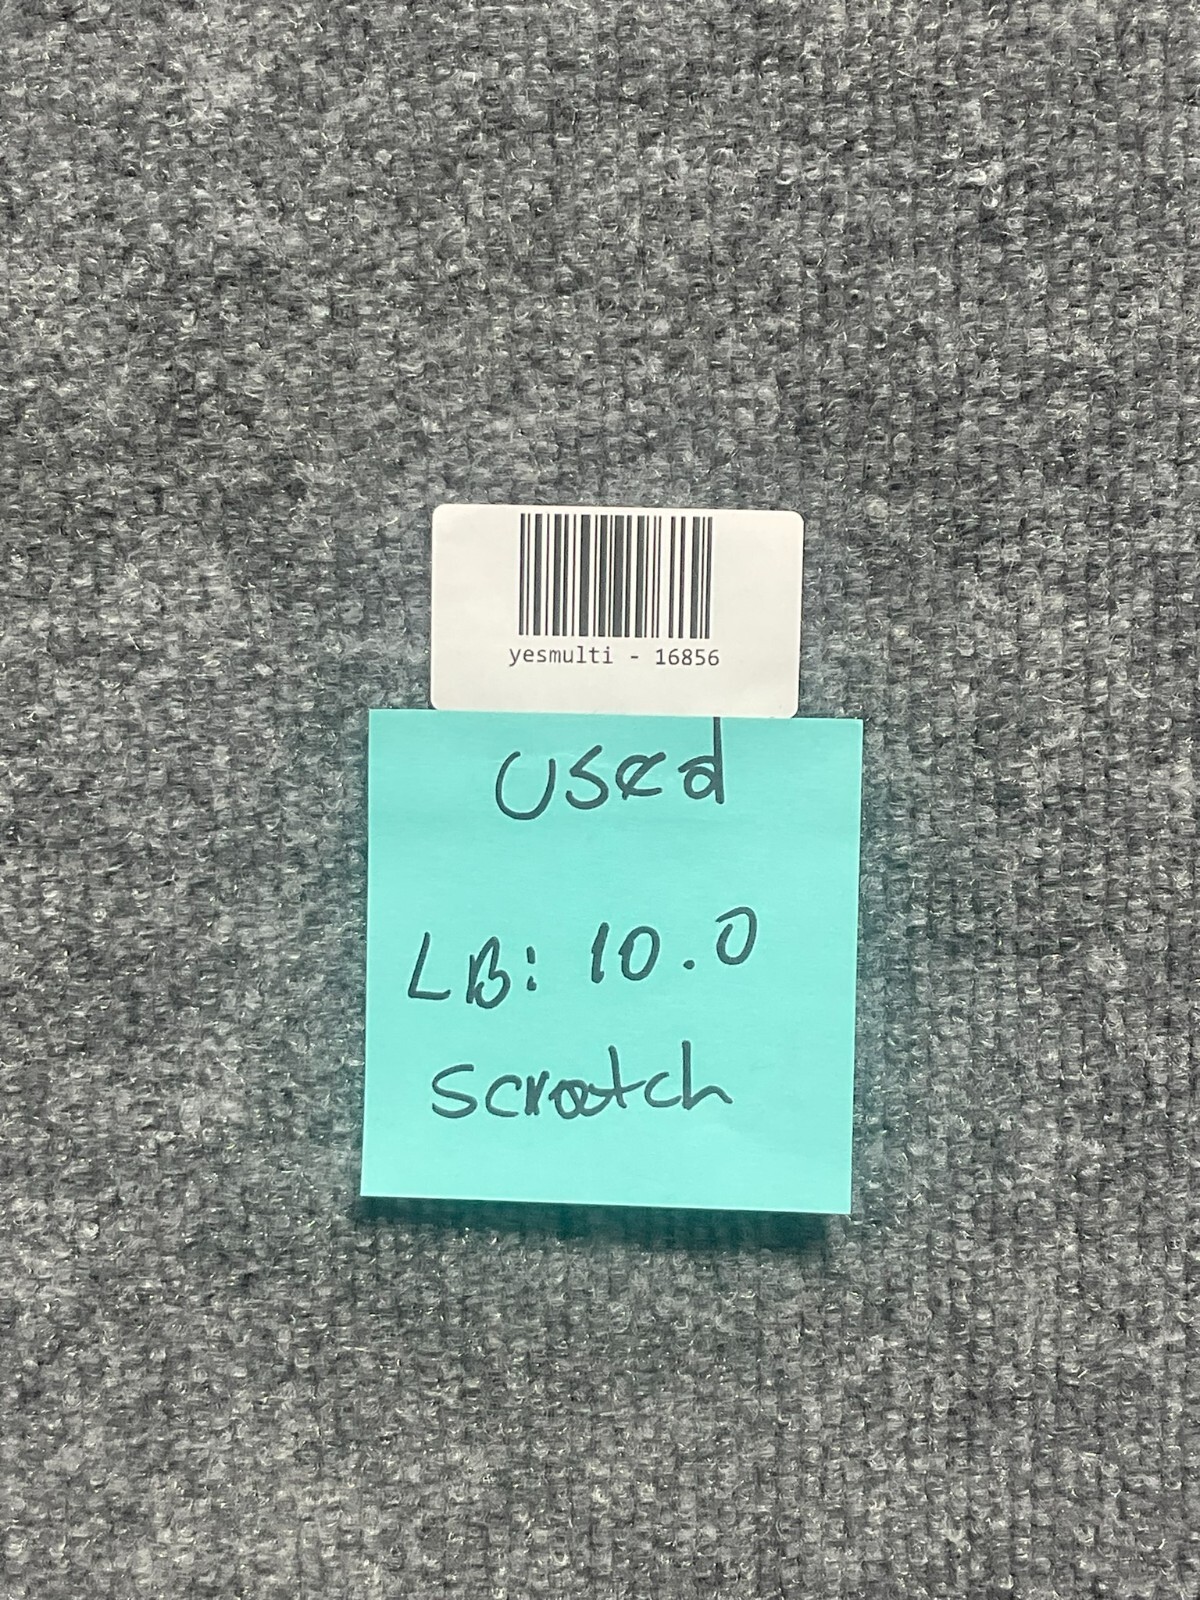 yesmulti - 16856
Used
LB: 10.0
Scratch